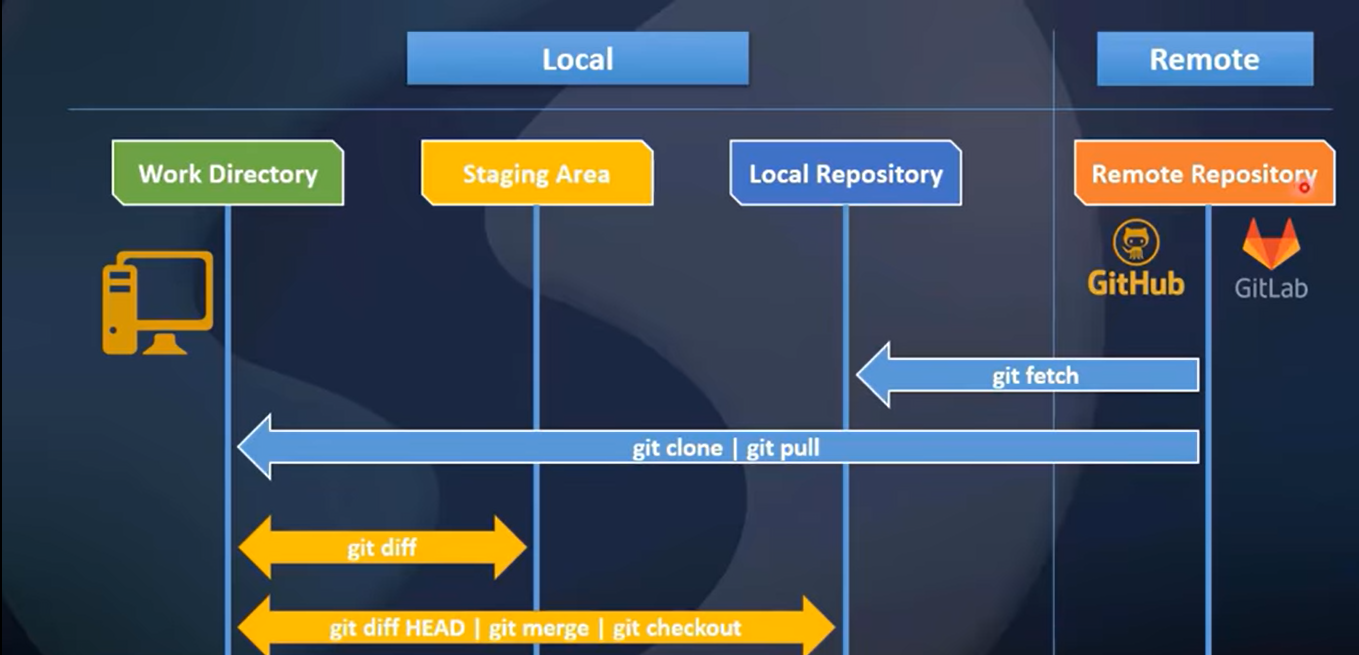 Local
Remote
Work Directory
Staging Area
Local Repository
Remote Repository
GitHub
GitLab
git fetch
git clone | git pull
git diff
git diff HEAD | git merge | git checkout